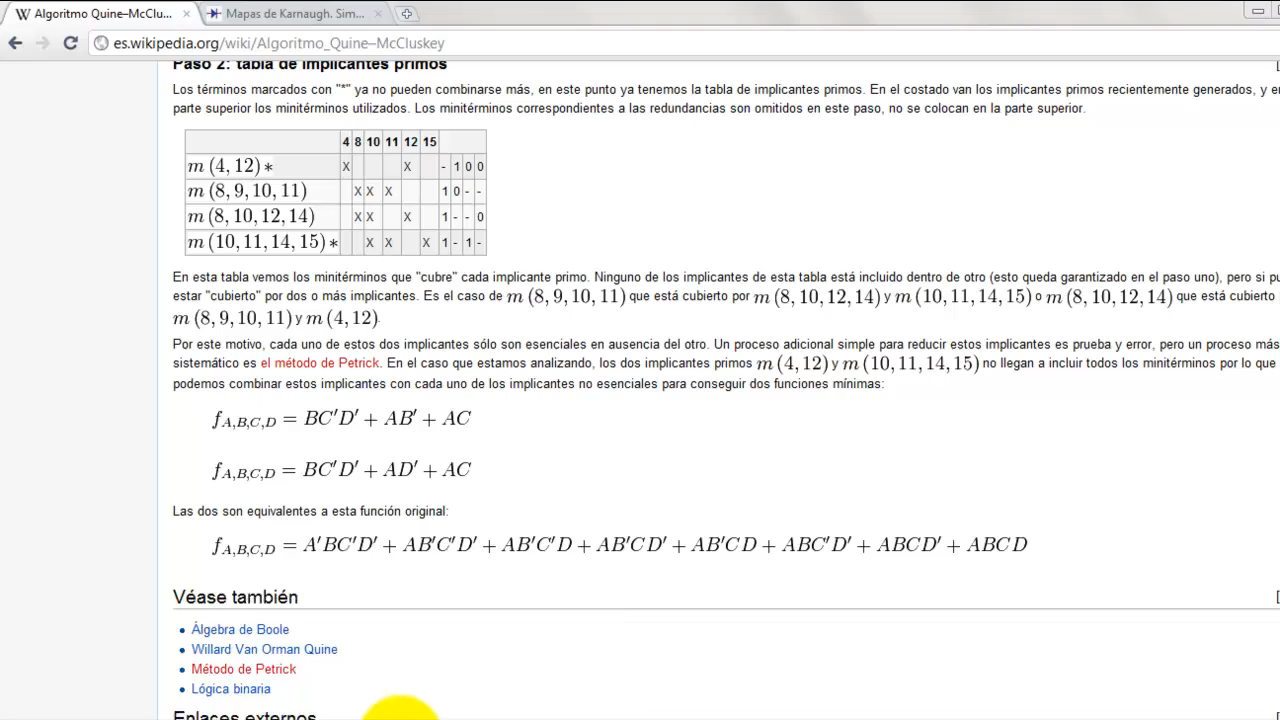 Algoritmo Quine–McClu...
Mapas de Karnaugh. Sim...
es.wikipedia.org/wiki/Algoritmo_Quine–McCluskey
Paso 2: tabla de implicantes primos
Los términos marcados con "*" ya no pueden combinarse más, en este punto ya tenemos la tabla de implicantes primos. En el costado van los implicantes primos recientemente generados, y en
parte superior los minitérminos utilizados. Los minitérminos correspondientes a las redundancias son omitidos en este paso, no se colocan en la parte superior.
4 8 10 11 12 15
m (4, 12) * X X - 1 0 0
m (8, 9, 10, 11) X X X 1 0 - -
m (8, 10, 12, 14) X X X 1 - - 0
m (10, 11, 14, 15) * X X X 1 - 1 -
En esta tabla vemos los minitérminos que "cubre" cada implicante primo. Ninguno de los implicantes de esta tabla está incluido dentro de otro (esto queda garantizado en el paso uno), pero si
estar "cubierto" por dos o más implicantes. Es el caso de m (8, 9, 10, 11) que está cubierto por m (8, 10, 12, 14) y m (10, 11, 14, 15) o m (8, 10, 12, 14) que está cubierto
m (8, 9, 10, 11) y m (4, 12).
Por este motivo, cada uno de estos dos implicantes sólo son esenciales en ausencia del otro. Un proceso adicional simple para reducir estos implicantes es prueba y error, pero un proceso más
sistemático es el método de Petrick. En el caso que estamos analizando, los dos implicantes primos m (4, 12) y m (10, 11, 14, 15) no llegan a incluir todos los minitérminos por lo que
podemos combinar estos implicantes con cada uno de los implicantes no esenciales para conseguir dos funciones mínimas:
f A,B,C,D = BC′D′ + AB′ + AC
f A,B,C,D = BC′D′ + AD′ + AC
Las dos son equivalentes a esta función original:
f A,B,C,D = A′BC′D′ + AB′C′D′ + AB′C′D + AB′CD′ + AB′CD + ABC′D′ + ABCD′ + ABCD
Véase también
Álgebra de Boole
Willard Van Orman Quine
Método de Petrick
Lógica binaria
Enlaces externos